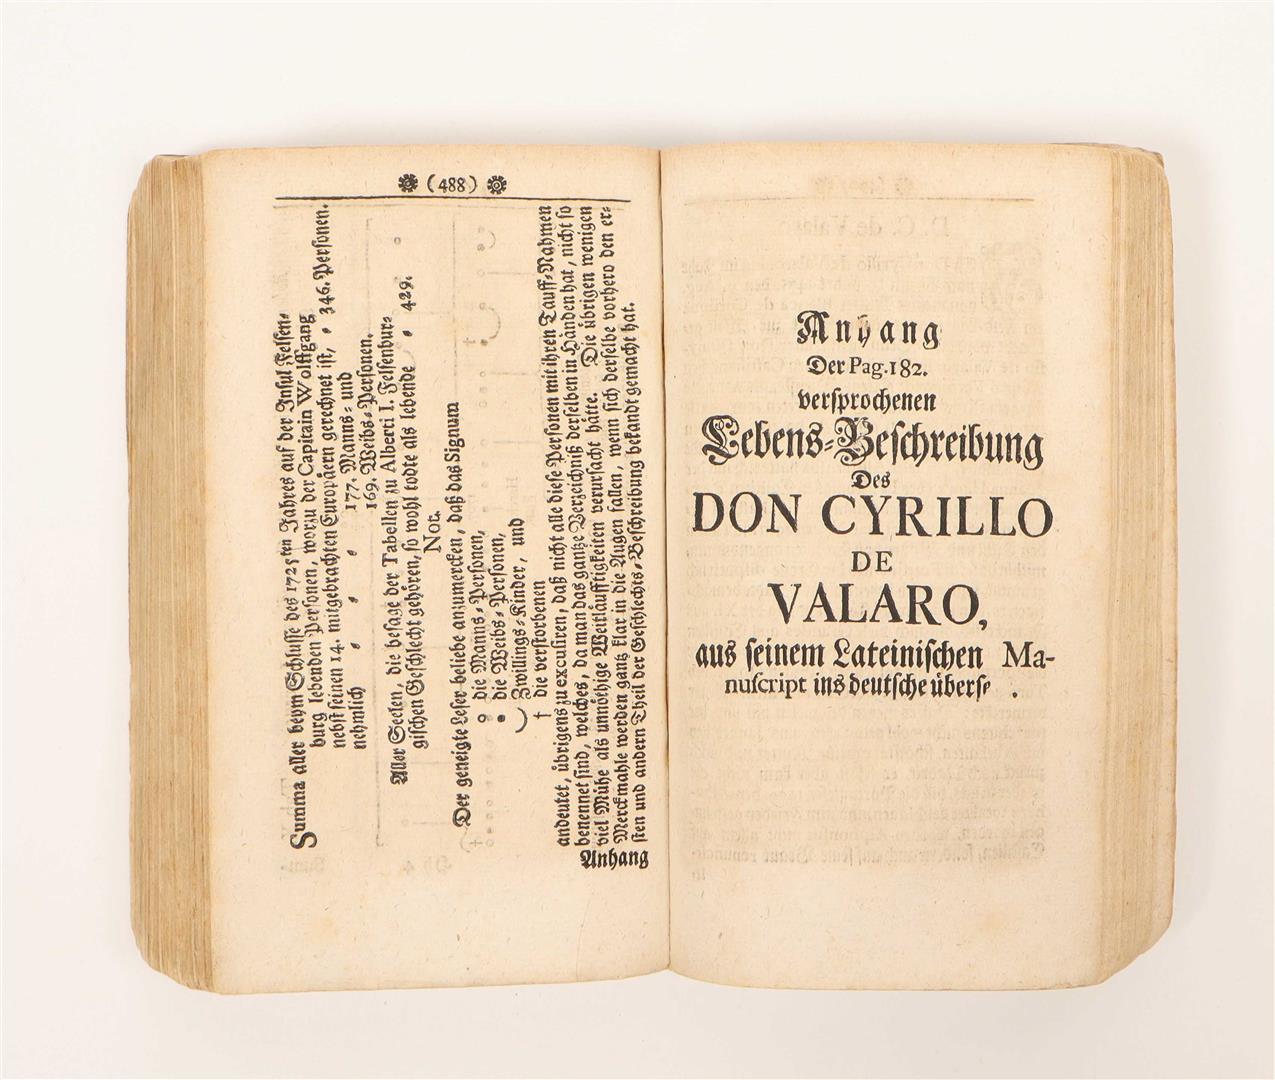 (488)
Summa aller beym Schlusse des 1725ten Jahres auf der Insul Felsen⸗
burg lebenden Personen, worzu der Capitain Wolffgang
nebst seinen 14. mitgebrachten Europäern gerechnet ist, ⸗ 346. Personen.
nehmlich ⸗ ⸗ ⸗ 177. Manns⸗ und
169. Weibs⸗Personen.
Aller Seelen, die besage der Tabellen zu Alberti I. Felsenbur⸗
gischen Geschlecht gehören, so wohl todte als lebende ⸗ 429.
Not.
Der geneigte Leser beliebe anzumercken, daß das Signum
o die Manns⸗Personen,
• die Weibs⸗Personen,
‿ Zwillings⸗Kinder, und
† die verstorbenen
andeutet, übrigens zu excusiren, daß nicht alle diese Personen mit ihren Tauff⸗Nahmen
benennet sind, welches, da man das gantze Verzeichniß derselben in Händen hat, nicht so
viel Mühe als unnöthige Weitläufftigkeiten verursacht hätte. Die übrigen wenigen
Merckmahle werden gantz klar in die Augen fallen, wenn sich derselbe vorhero den er⸗
sten und andern Theil der Geschlechts⸗Beschreibung bekandt gemacht hat.
Anhang
Anhang
Der Pag. 182.
versprochenen
Lebens⸗Beschreibung
Des
DON CYRILLO
DE
VALARO,
aus seinem Lateinischen Ma-
nuscript ins deutsche